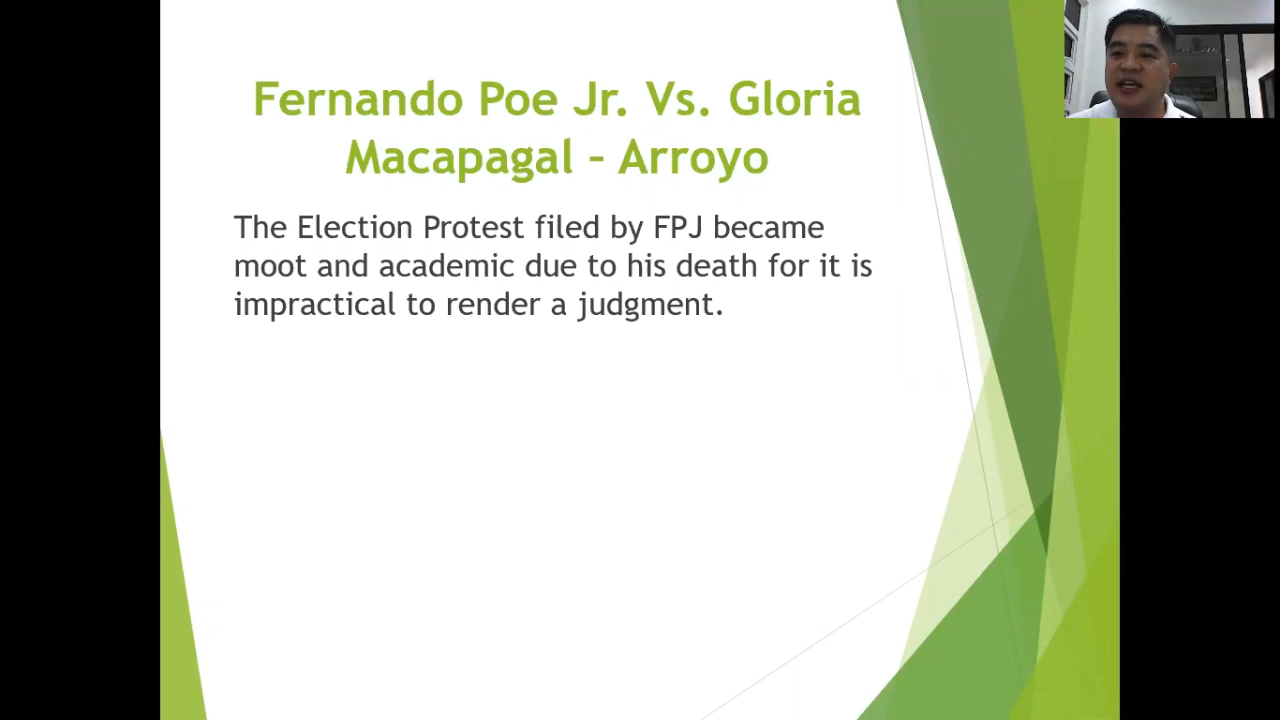 Fernando Poe Jr. Vs. Gloria
Macapagal – Arroyo
The Election Protest filed by FPJ became
moot and academic due to his death for it is
impractical to render a judgment.